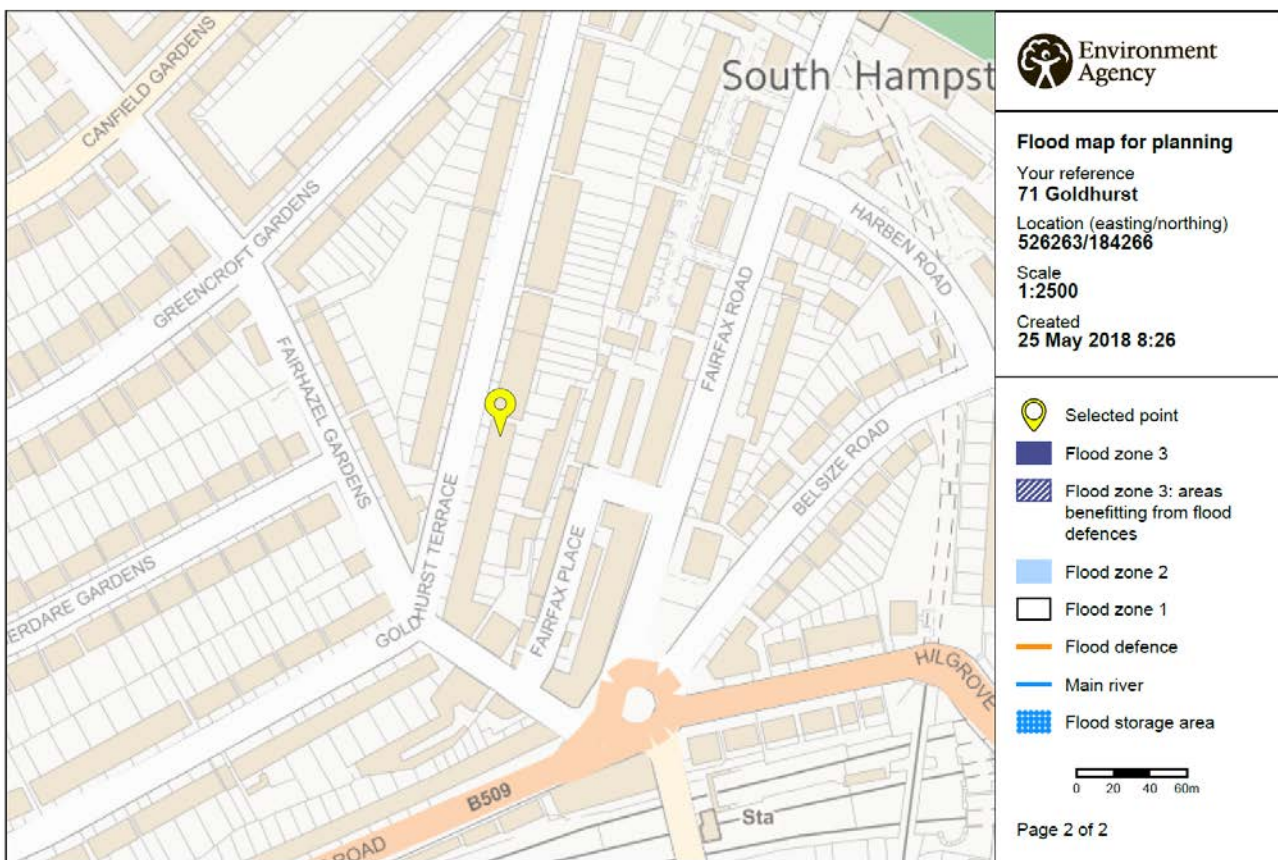 CANFIELD GARDENS
South Hampst
GREENCROFT GARDENS
HARBEN ROAD
FAIRHAZEL GARDENS
FAIRFAX ROAD
BELSIZE ROAD
GOLDHURST TERRACE
FAIRFAX PLACE
ERDARE GARDENS
HILGROVE
B509
ROAD
Sta
Environment
Agency
Flood map for planning
Your reference
71 Goldhurst
Location (easting/northing)
526263/184266
Scale
1:2500
Created
25 May 2018 8:26
Selected point
Flood zone 3
Flood zone 3: areas
benefitting from flood
defences
Flood zone 2
Flood zone 1
Flood defence
Main river
Flood storage area
0 20 40 60m
Page 2 of 2